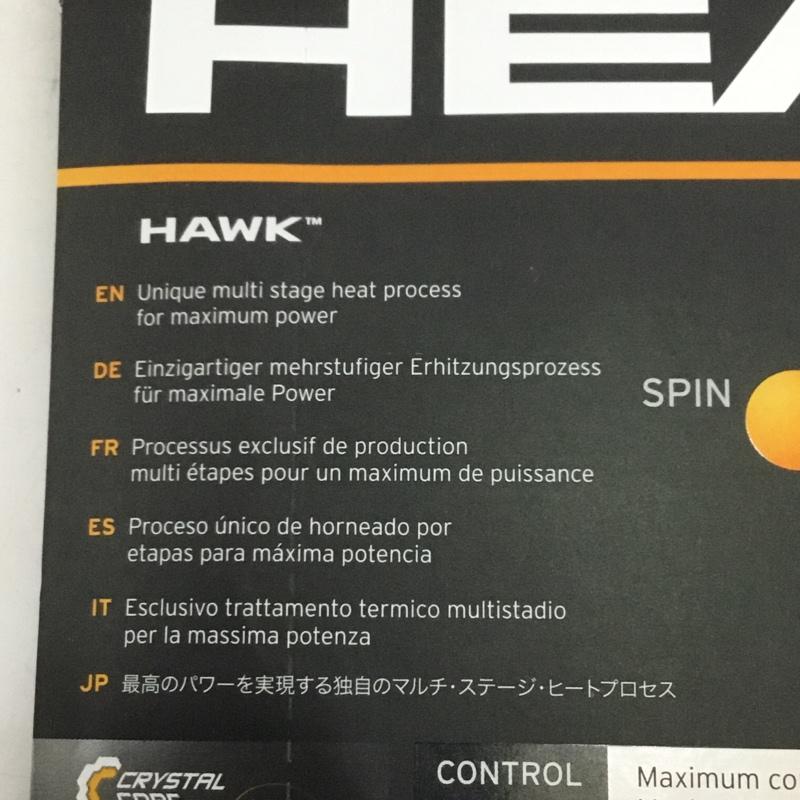 HAWK™
EN Unique multi stage heat process
for maximum power
DE Einzigartiger mehrstufiger Erhitzungsprozess
für maximale Power
SPIN
FR Processus exclusif de production
multi étapes pour un maximum de puissance
ES Proceso único de horneado por
etapas para máxima potencia
IT Esclusivo trattamento termico multistadio
per la massima potenza
JP 最高のパワーを実現する独自のマルチ・ステージ・ヒートプロセス
CRYSTAL
CONTROL
Maximum co